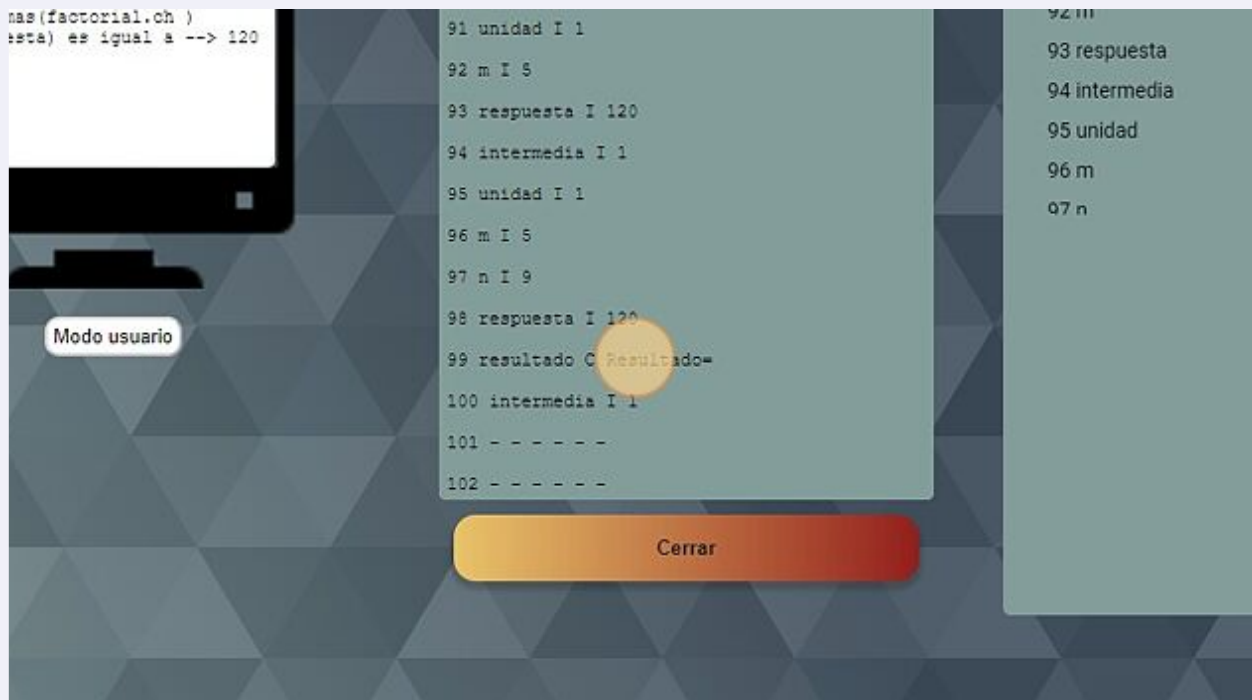 mas(factorial.ch )
esta) es igual a --> 120
Modo usuario
91 unidad I 1
92 m I 5
93 respuesta I 120
94 intermedia I 1
95 unidad I 1
96 m I 5
97 n I 9
98 respuesta I 120
99 resultado C Resultado=
100 intermedia I 1
101 - - - - - -
102 - - - - - -
Cerrar
92 m
93 respuesta
94 intermedia
95 unidad
96 m
97 n